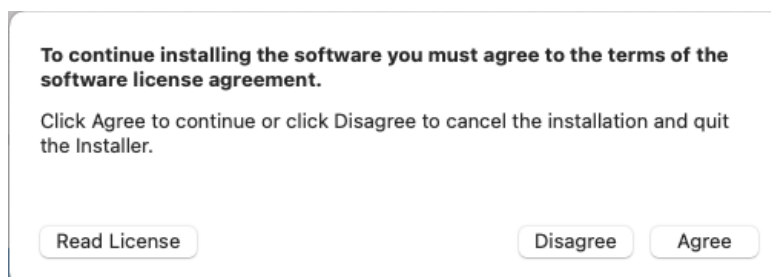 To continue installing the software you must agree to the terms of the
software license agreement.
Click Agree to continue or click Disagree to cancel the installation and quit
the Installer.
Read License
Disagree
Agree